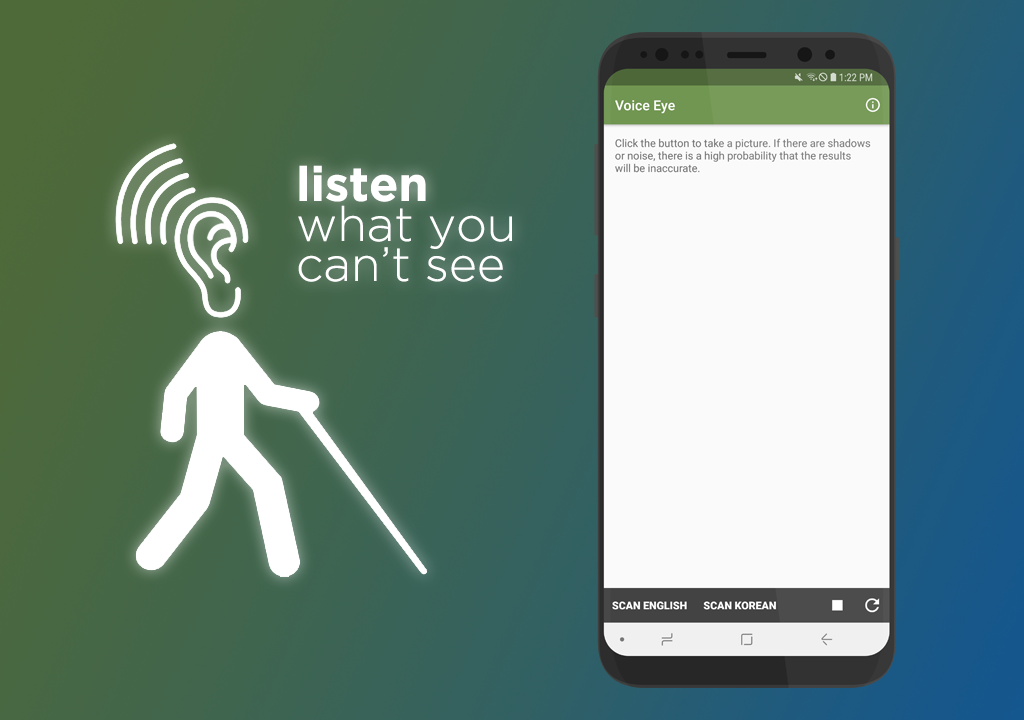 listen
what you
can't see
1:22 PM
Voice Eye
Click the button to take a picture. If there are shadows
or noise, there is a high probability that the results
will be inaccurate.
SCAN ENGLISH SCAN KOREAN